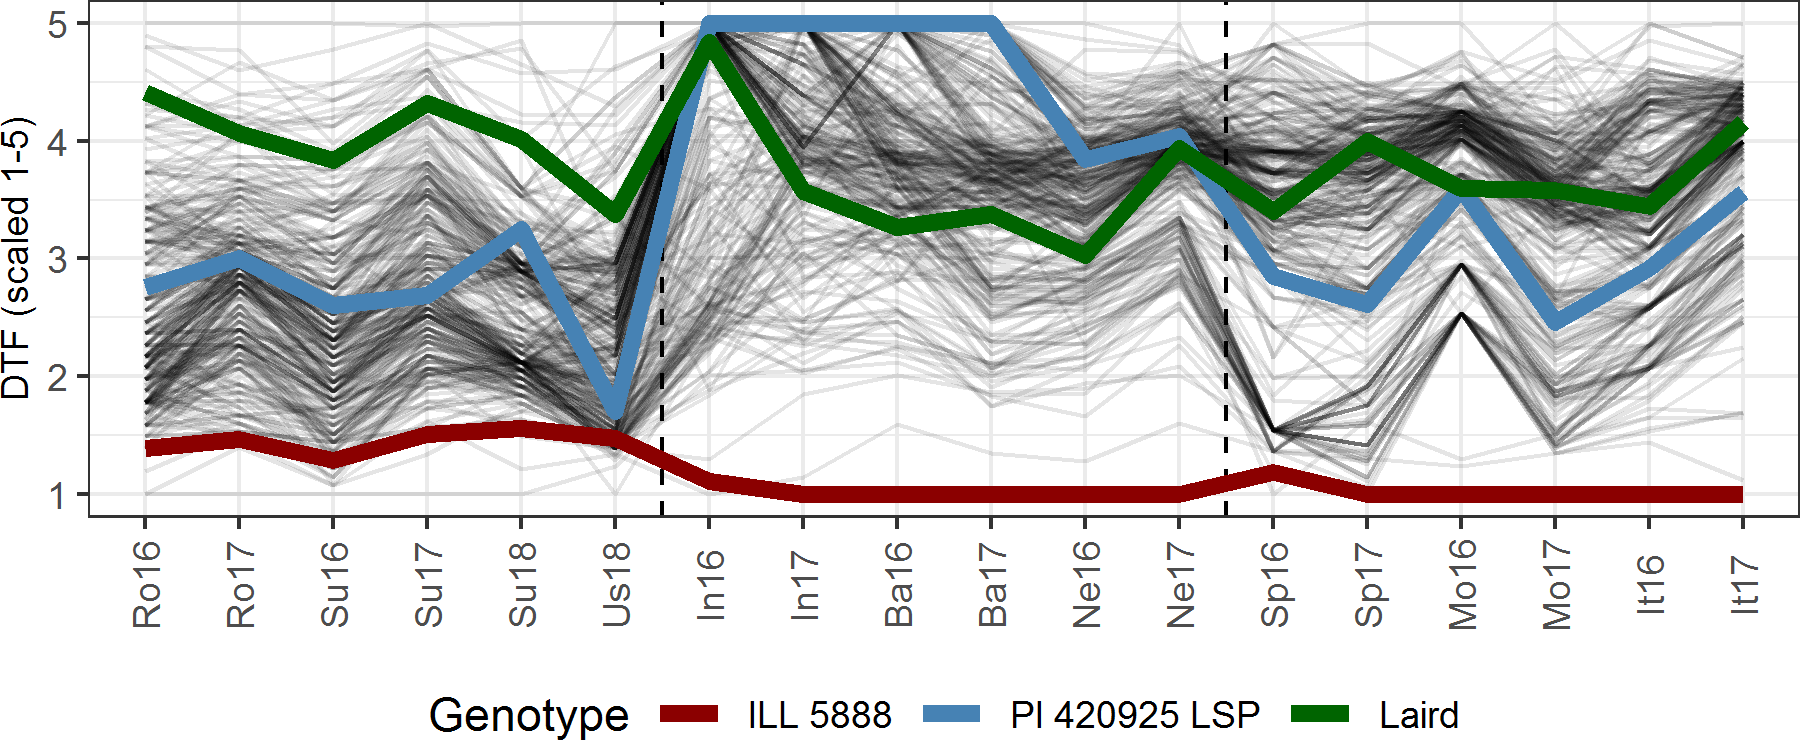 DTF (scaled 1-5)
5
4
3
2
1
Ro16 Ro17 Su16 Su17 Su18 Us18 In16 In17 Ba16 Ba17 Ne16 Ne17 Sp16 Sp17 Mo16 Mo17 It16 It17
Genotype ILL 5888 PI 420925 LSP Laird